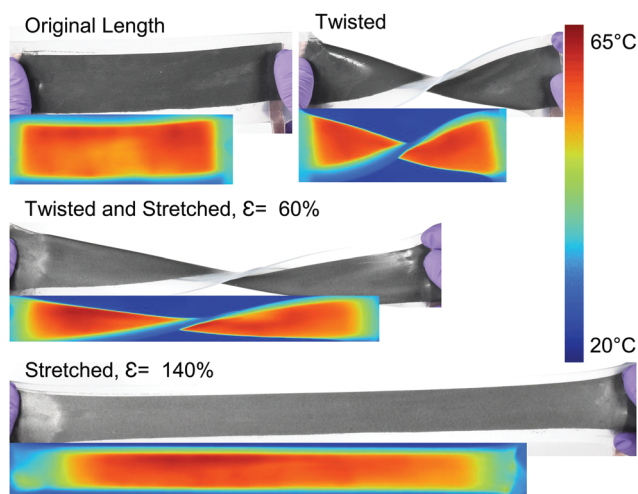 Original Length
Twisted
65°C
Twisted and Stretched, Ɛ= 60%
20°C
Stretched, Ɛ= 140%